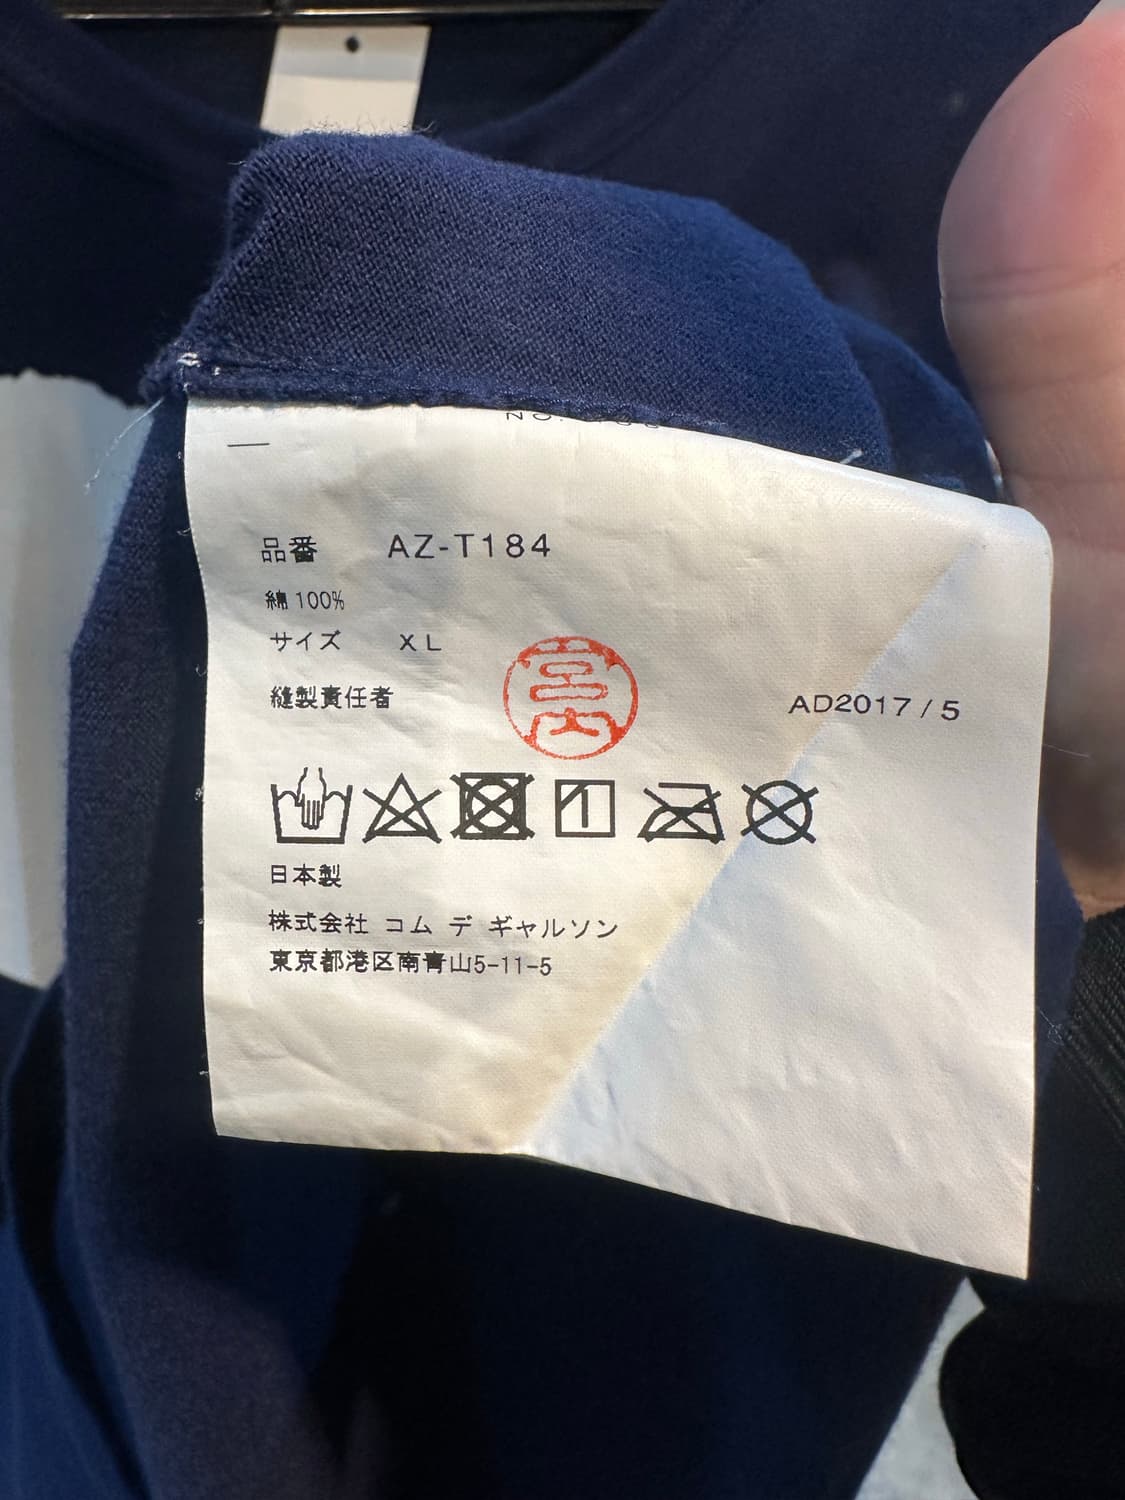 品番 AZ-T184
綿 100%
サイズ XL
縫製責任者 宮内
AD2017 / 5
日本製
株式会社 コム デ ギャルソン
東京都港区南青山5-11-5